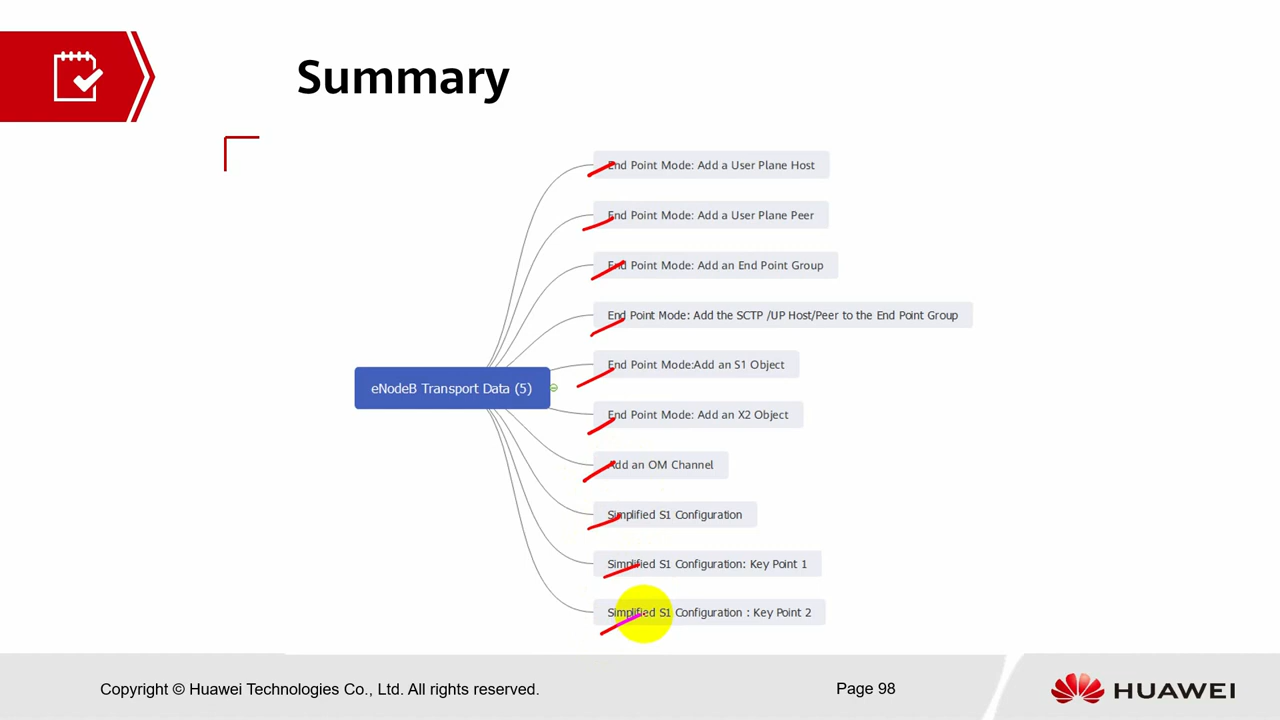 Summary
End Point Mode: Add a User Plane Host
End Point Mode: Add a User Plane Peer
End Point Mode: Add an End Point Group
End Point Mode: Add the SCTP /UP Host/Peer to the End Point Group
End Point Mode:Add an S1 Object
eNodeB Transport Data (5)
End Point Mode: Add an X2 Object
Add an OM Channel
Simplified S1 Configuration
Simplified S1 Configuration: Key Point 1
Simplified S1 Configuration : Key Point 2
Copyright © Huawei Technologies Co., Ltd. All rights reserved.
Page 98
HUAWEI